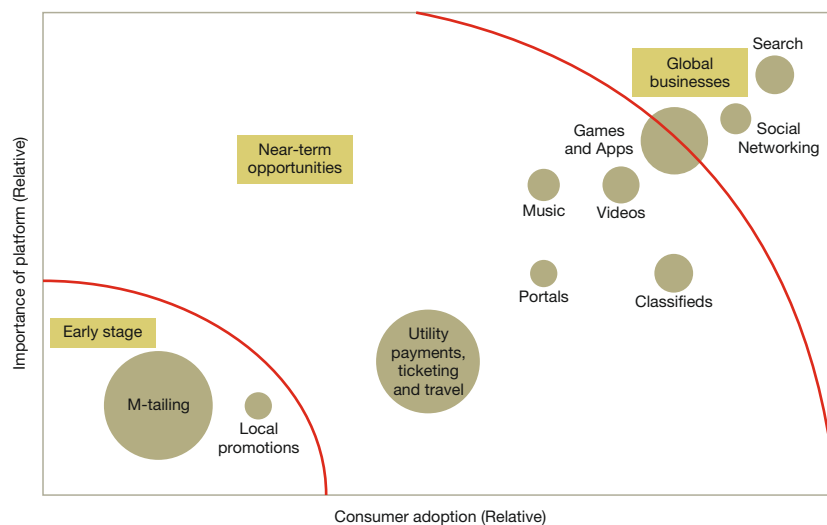 Search
Global
businesses
Games
and Apps
Social
Networking
Near-term
opportunities
Music
Videos
Portals
Classifieds
Early stage
Utility
payments,
ticketing
and travel
M-tailing
Local
promotions
Importance of platform (Relative)
Consumer adoption (Relative)